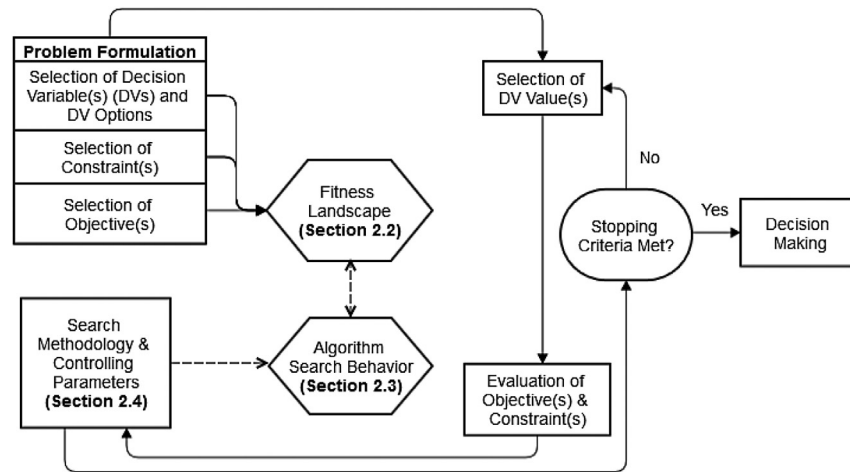 Problem Formulation
Selection of Decision
Variable(s) (DVs) and
DV Options
Selection of
Constraint(s)
Selection of
Objective(s)
Fitness
Landscape
(Section 2.2)
Search
Methodology &
Controlling
Parameters
(Section 2.4)
Algorithm
Search Behavior
(Section 2.3)
Selection of
DV Value(s)
Evaluation of
Objective(s) &
Constraint(s)
No
Stopping
Criteria Met?
Yes
Decision
Making